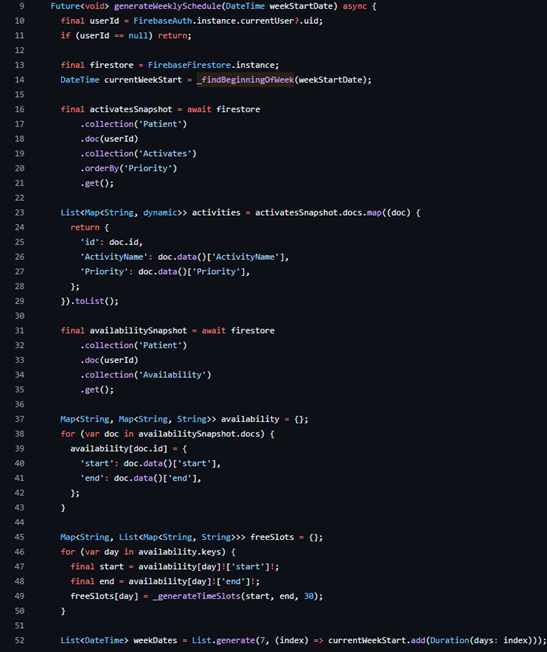 9 Future<void> generateWeeklySchedule(DateTime weekStartDate) async {
10 final userId = FirebaseAuth.instance.currentUser?.uid;
11 if (userId == null) return;
12
13 final firestore = FirebaseFirestore.instance;
14 DateTime currentWeekStart = _findBeginningOfWeek(weekStartDate);
15
16 final activatesSnapshot = await firestore
17 .collection('Patient')
18 .doc(userId)
19 .collection('Activates')
20 .orderBy('Priority')
21 .get();
22
23 List<Map<String, dynamic>> activities = activatesSnapshot.docs.map((doc) {
24 return {
25 'id': doc.id,
26 'ActivityName': doc.data()['ActivityName'],
27 'Priority': doc.data()['Priority'],
28 };
29 }).toList();
30
31 final availabilitySnapshot = await firestore
32 .collection('Patient')
33 .doc(userId)
34 .collection('Availability')
35 .get();
36
37 Map<String, Map<String, String>> availability = {};
38 for (var doc in availabilitySnapshot.docs) {
39 availability[doc.id] = {
40 'start': doc.data()['start'],
41 'end': doc.data()['end'],
42 };
43 }
44
45 Map<String, List<Map<String, String>>> freeSlots = {};
46 for (var day in availability.keys) {
47 final start = availability[day]!['start']!;
48 final end = availability[day]!['end']!;
49 freeSlots[day] = _generateTimeSlots(start, end, 30);
50 }
51
52 List<DateTime> weekDates = List.generate(7, (index) => currentWeekStart.add(Duration(days: index)));